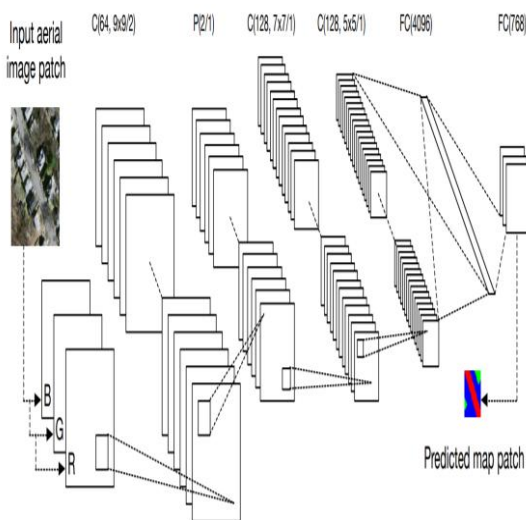 Input aerial
image patch
C(64, 9x9/2)
P(2/1)
C(128, 7x7/1)
C(128, 5x5/1)
FC(4096)
FC(768)
B
G
R
Predicted map patch